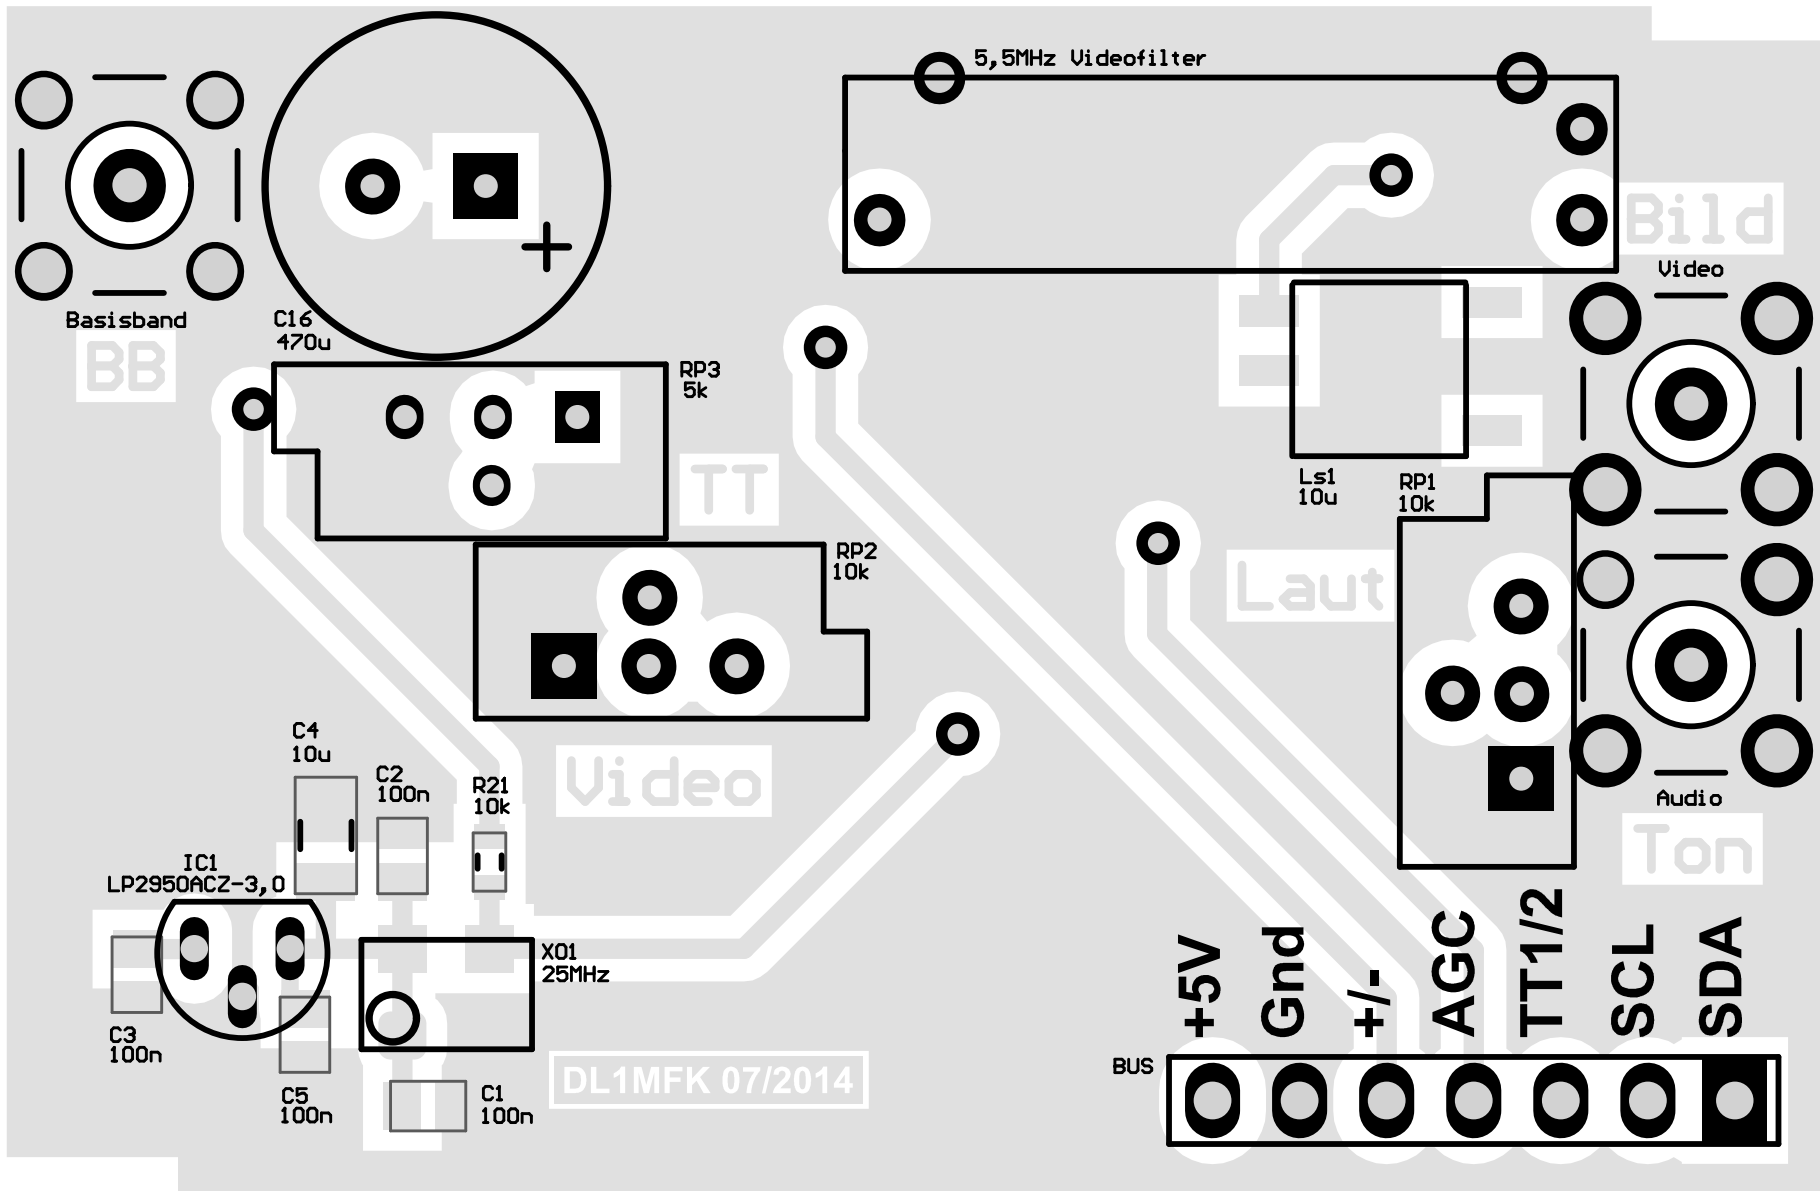 5,5MHz Videofilter
Bild
Video
Basisband
BB
C16
470u
RP3
5k
TT
Ls1
10u
RP1
10k
RP2
10k
Laut
C4
10u
C2
100n
R21
10k
Video
Audio
Ton
IC1
LP2950ACZ-3,0
XO1
25MHz
C3
100n
C5
100n
C1
100n
DL1MFK 07/2014
BUS
+5V
Gnd
+/-
AGC
TT1/2
SCL
SDA